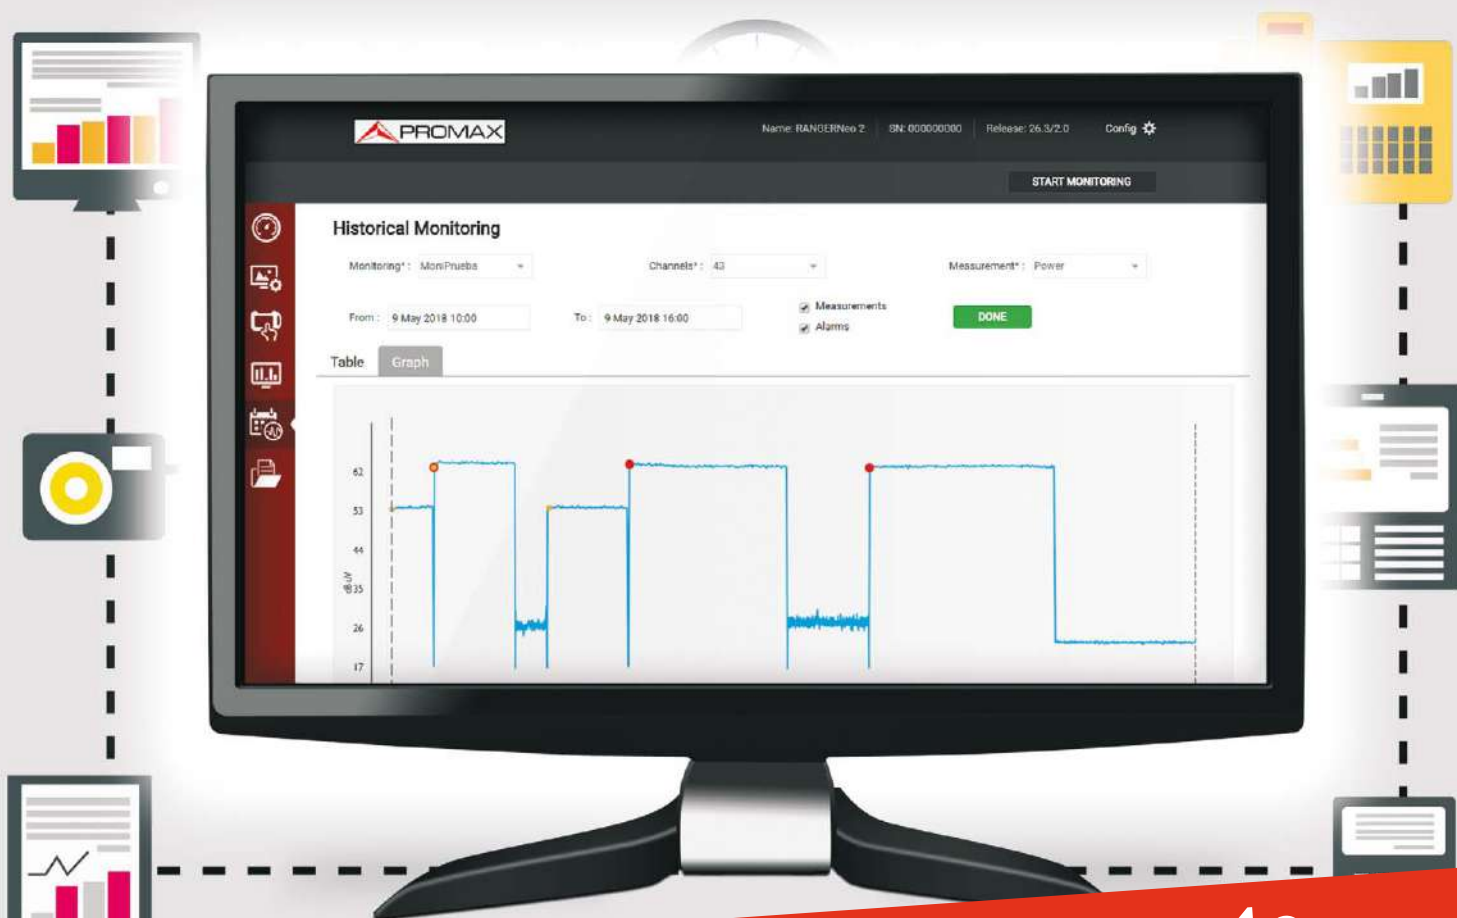 PROMAX
Name: RANGERNeo 2 SN: 000000000 Release: 26.3/2.0 Config
START MONITORING
Historical Monitoring
Monitoring* : MoniPrueba Channels* : 43 Measurement* : Power
From : 9 May 2018 10:00 To : 9 May 2018 16:00 Measurements DONE
Alarms
Table Graph
62
53
44
35
dBuV
26
17